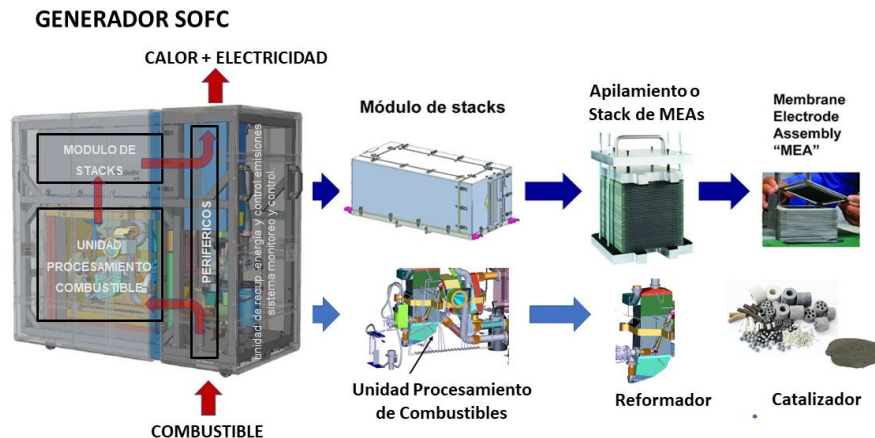 GENERADOR SOFC
CALOR + ELECTRICIDAD
MODULO DE
STACKS
UNIDAD
PROCESAMIENTO
COMBUSTIBLE
PERIFERICOS
unidad de recup. energía y control emisiones
sistema monitoreo y control.
COMBUSTIBLE
Módulo de stacks
Apilamiento o
Stack de MEAs
Membrane
Electrode
Assembly
“MEA”
Unidad Procesamiento
de Combustibles
Reformador
Catalizador